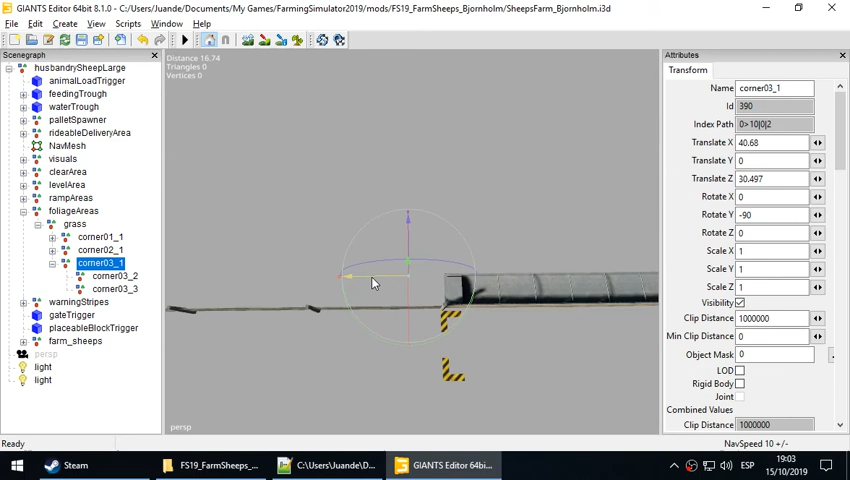 GIANTS Editor 64bit 8.1.0 - C:/Users/Juande/Documents/My Games/FarmingSimulator2019/mods/FS19_FarmSheeps_Bjornholm/SheepsFarm_Bjornholm.i3d
File Edit Create View Scripts Window Help
Scenegraph
husbandrySheepLarge
animalLoadTrigger
feedingTrough
waterTrough
palletSpawner
rideableDeliveryArea
NavMesh
visuals
clearArea
levelArea
rampAreas
foliageAreas
grass
corner01_1
corner02_1
corner03_1
corner03_2
corner03_3
warningStripes
gateTrigger
placeableBlockTrigger
farm_sheeps
persp
light
light
Distance 16.74
Triangles 0
Vertices 0
persp
Attributes
Transform
Name corner03_1
Id 390
Index Path 0>10|0|2
Translate X 40.68
Translate Y 0
Translate Z 30.497
Rotate X 0
Rotate Y -90
Rotate Z 0
Scale X 1
Scale Y 1
Scale Z 1
Visibility
Clip Distance 1000000
Min Clip Distance 0
Object Mask 0
LOD
Rigid Body
Joint
Combined Values
Clip Distance 1000000
Ready
NavSpeed 10 +/-
Steam
FS19_FarmSheeps_...
C:\Users\Juande\D...
GIANTS Editor 64bi...
ESP
19:03
15/10/2019